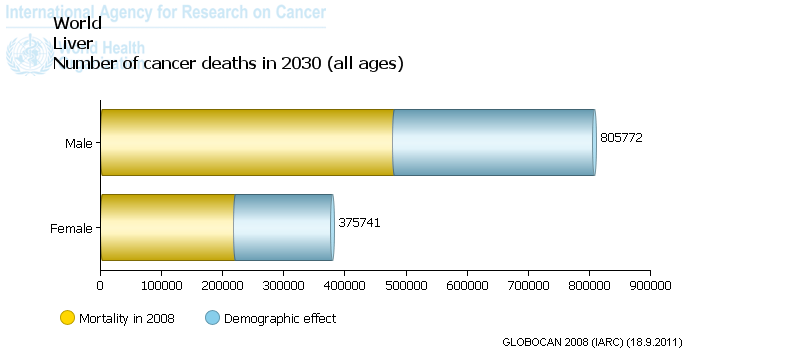 International Agency for Research on Cancer
World
Liver
World Health
Number of cancer deaths in 2030 (all ages)
Male
805772
Female
375741
0 100000 200000 300000 400000 500000 600000 700000 800000 900000
Mortality in 2008 Demographic effect
GLOBOCAN 2008 (IARC) (18.9.2011)